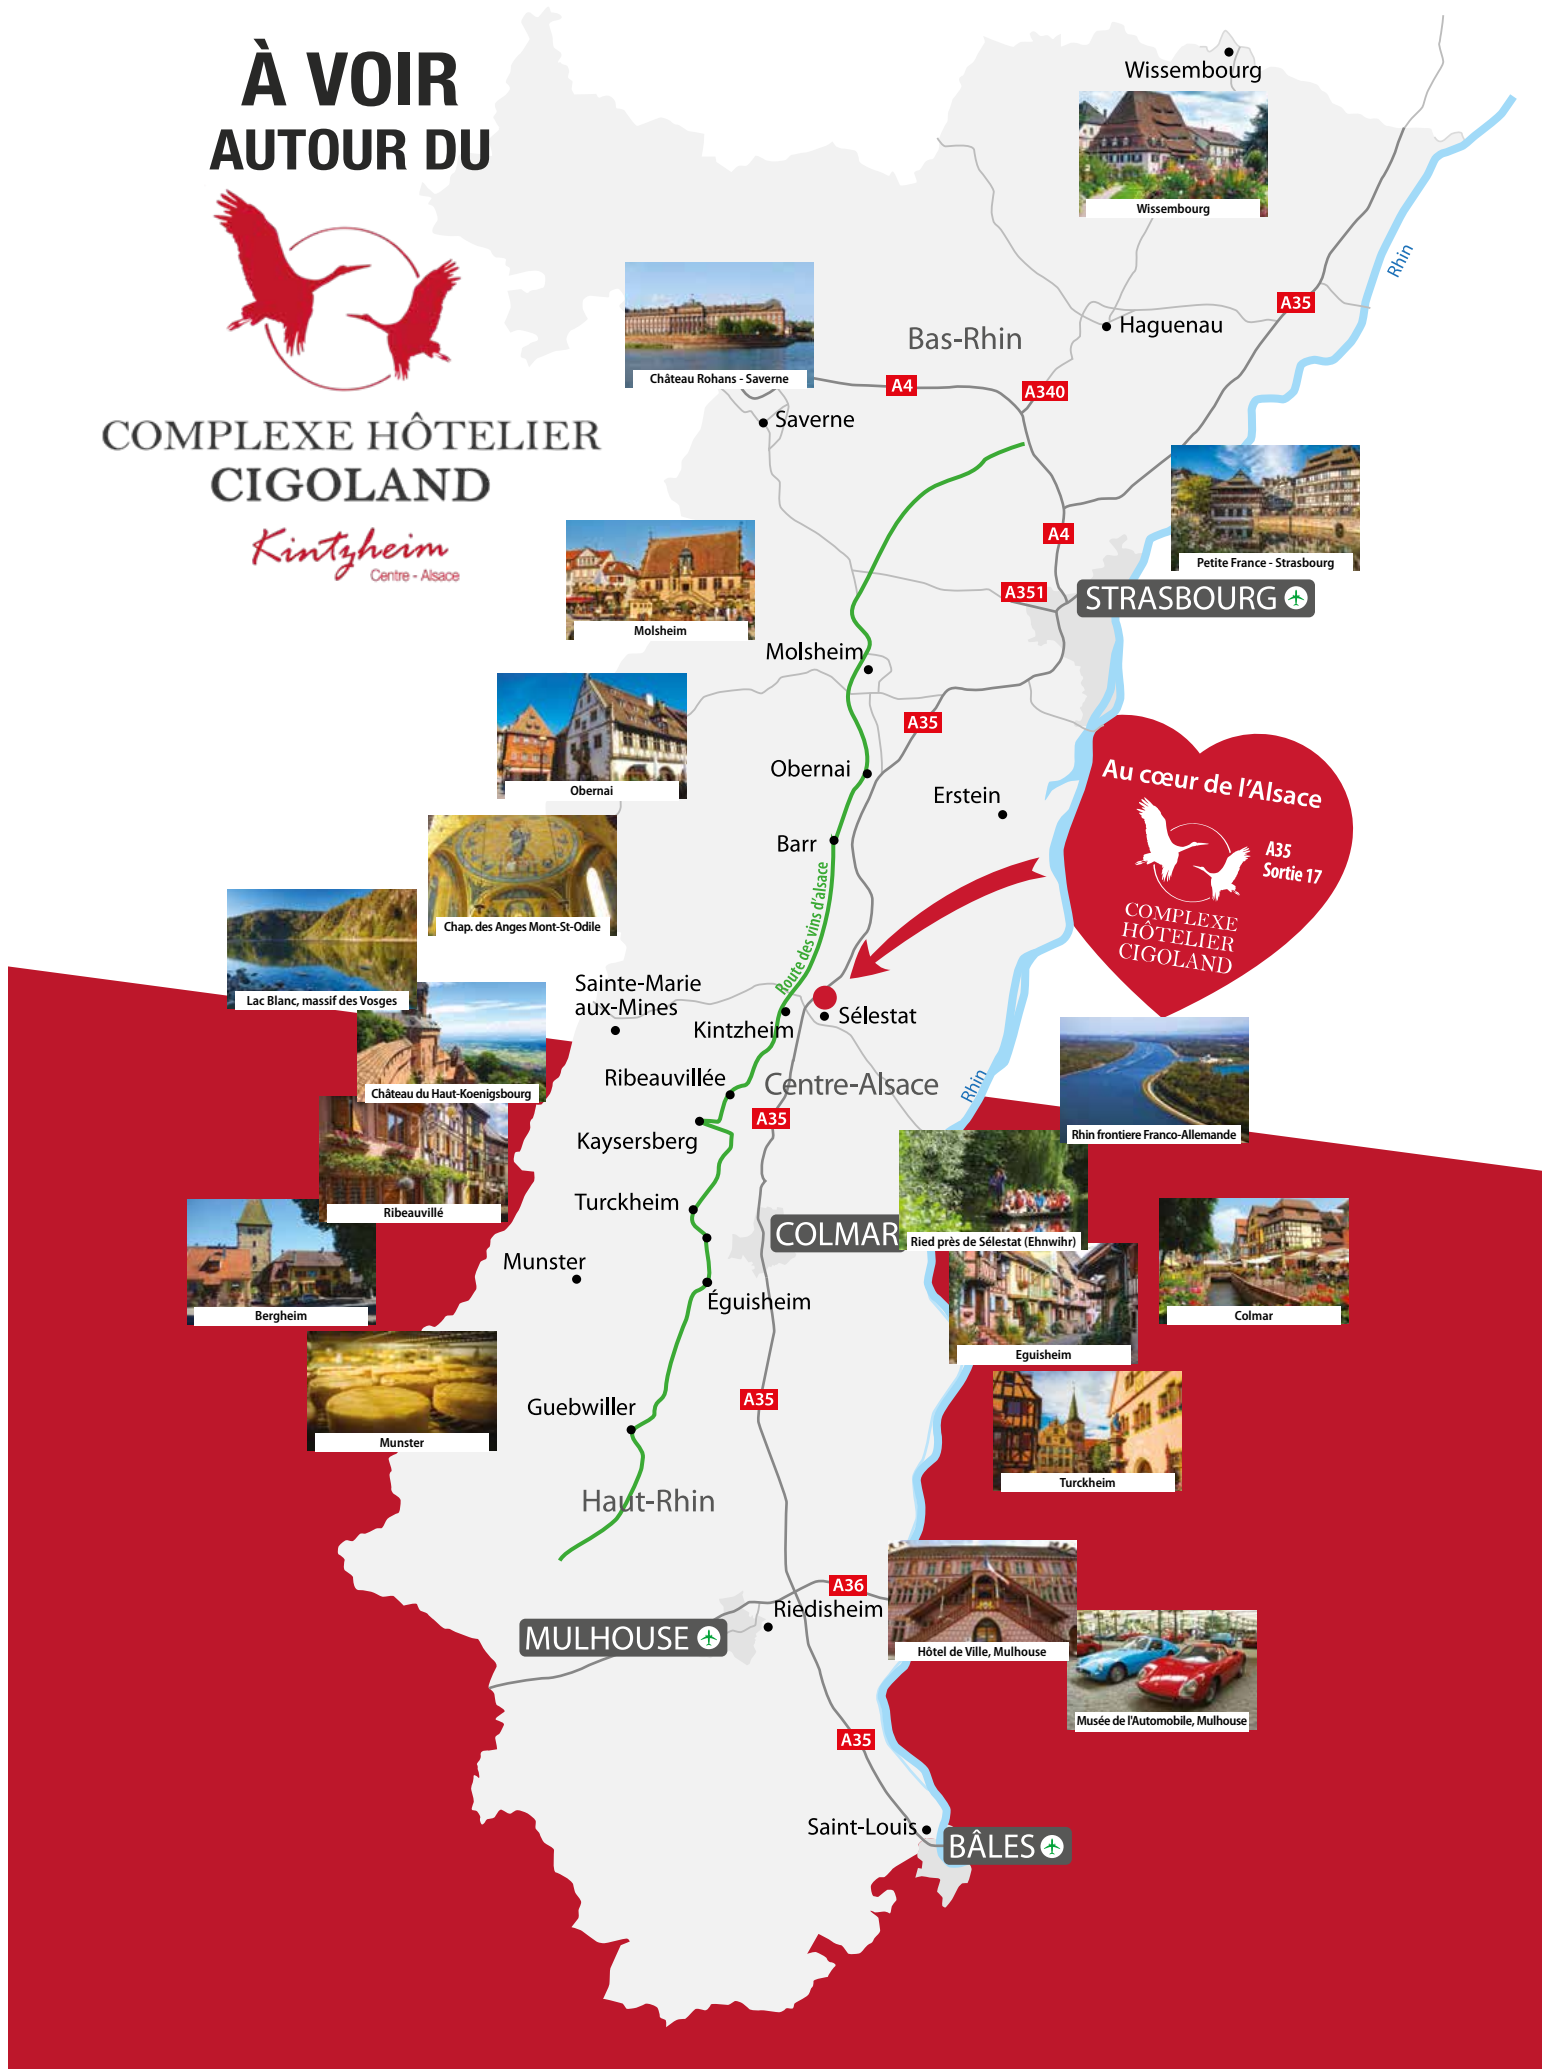 À VOIR
AUTOUR DU
COMPLEXE HÔTELIER
CIGOLAND
Kintzheim
Centre - Alsace
Wissembourg
Wissembourg
Rhin
A35
Haguenau
Bas-Rhin
Château Rohans - Saverne
A4
A340
Saverne
Petite France - Strasbourg
A4
A351
STRASBOURG
Molsheim
Molsheim
A35
Obernai
Obernai
Erstein
Barr
Au cœur de l'Alsace
A35
Sortie 17
COMPLEXE
HÔTELIER
CIGOLAND
Route des vins d'alsace
Chap. des Anges Mont-St-Odile
Lac Blanc, massif des Vosges
Sainte-Marie
aux-Mines
Kintzheim
Sélestat
Château du Haut-Koenigsbourg
Ribeauvillée
Centre-Alsace
Rhin
A35
Kaysersberg
Rhin frontiere Franco-Allemande
Ribeauvillé
Turckheim
COLMAR
Ried près de Sélestat (Ehnwihr)
Munster
Éguisheim
Bergheim
Colmar
Eguisheim
Munster
Guebwiller
A35
Turckheim
Haut-Rhin
A36
Riedisheim
MULHOUSE
Hôtel de Ville, Mulhouse
Musée de l'Automobile, Mulhouse
A35
Saint-Louis
BÂLES